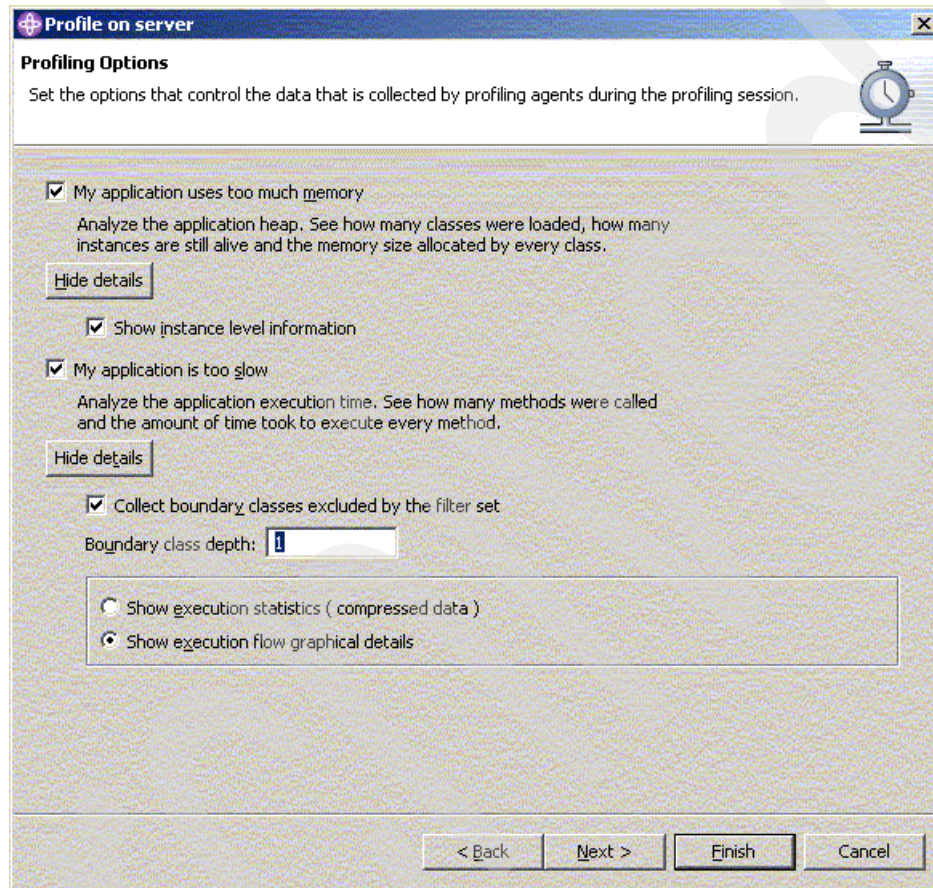 Profile on server
Profiling Options
Set the options that control the data that is collected by profiling agents during the profiling session.
My application uses too much memory
Analyze the application heap. See how many classes were loaded, how many
instances are still alive and the memory size allocated by every class.
Hide details
Show instance level information
My application is too slow
Analyze the application execution time. See how many methods were called
and the amount of time took to execute every method.
Hide details
Collect boundary classes excluded by the filter set
Boundary class depth: 1
Show execution statistics ( compressed data )
Show execution flow graphical details
< Back Next > Finish Cancel